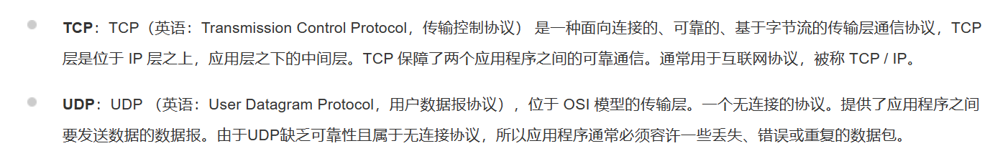 TCP：TCP（英语：Transmission Control Protocol，传输控制协议） 是一种面向连接的、可靠的、基于字节流的传输层通信协议，TCP
层是位于 IP 层之上，应用层之下的中间层。TCP 保障了两个应用程序之间的可靠通信。通常用于互联网协议，被称 TCP / IP。
UDP：UDP （英语：User Datagram Protocol，用户数据报协议），位于 OSI 模型的传输层。一个无连接的协议。提供了应用程序之间
要发送数据的数据报。由于UDP缺乏可靠性且属于无连接协议，所以应用程序通常必须容许一些丢失、错误或重复的数据包。